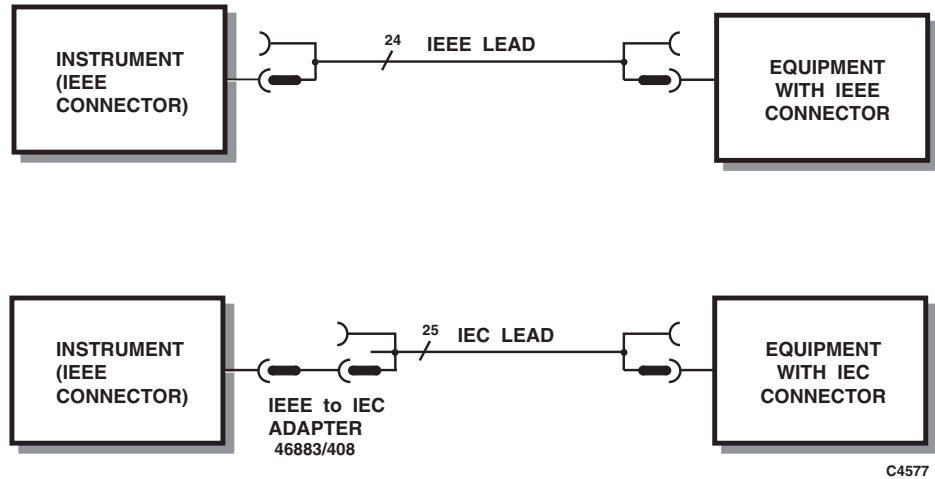 INSTRUMENT
(IEEE
CONNECTOR)
24
IEEE LEAD
EQUIPMENT
WITH IEEE
CONNECTOR
INSTRUMENT
(IEEE
CONNECTOR)
IEEE to IEC
ADAPTER
46883/408
25
IEC LEAD
EQUIPMENT
WITH IEC
CONNECTOR
C4577